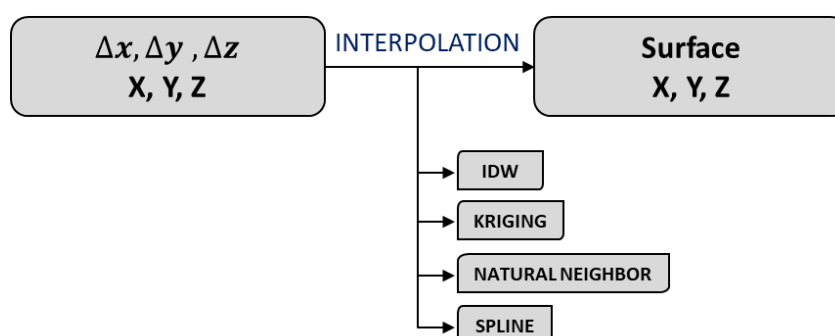 Δx, Δy , Δz
X, Y, Z
INTERPOLATION
Surface
X, Y, Z
IDW
KRIGING
NATURAL NEIGHBOR
SPLINE